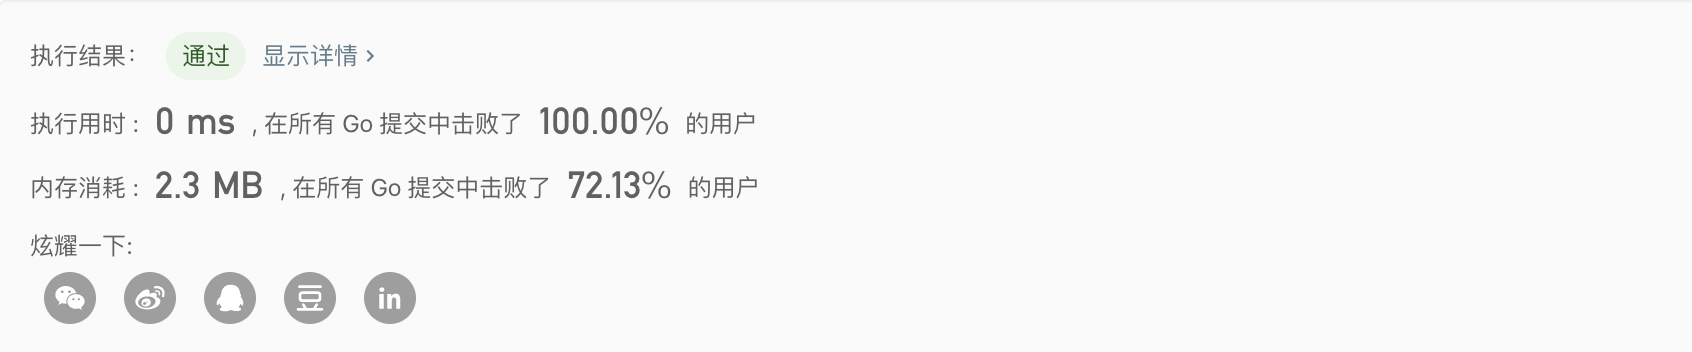 执行结果： 通过 显示详情 ›
执行用时 : 0 ms , 在所有 Go 提交中击败了 100.00% 的用户
内存消耗 : 2.3 MB , 在所有 Go 提交中击败了 72.13% 的用户
炫耀一下:
豆 in